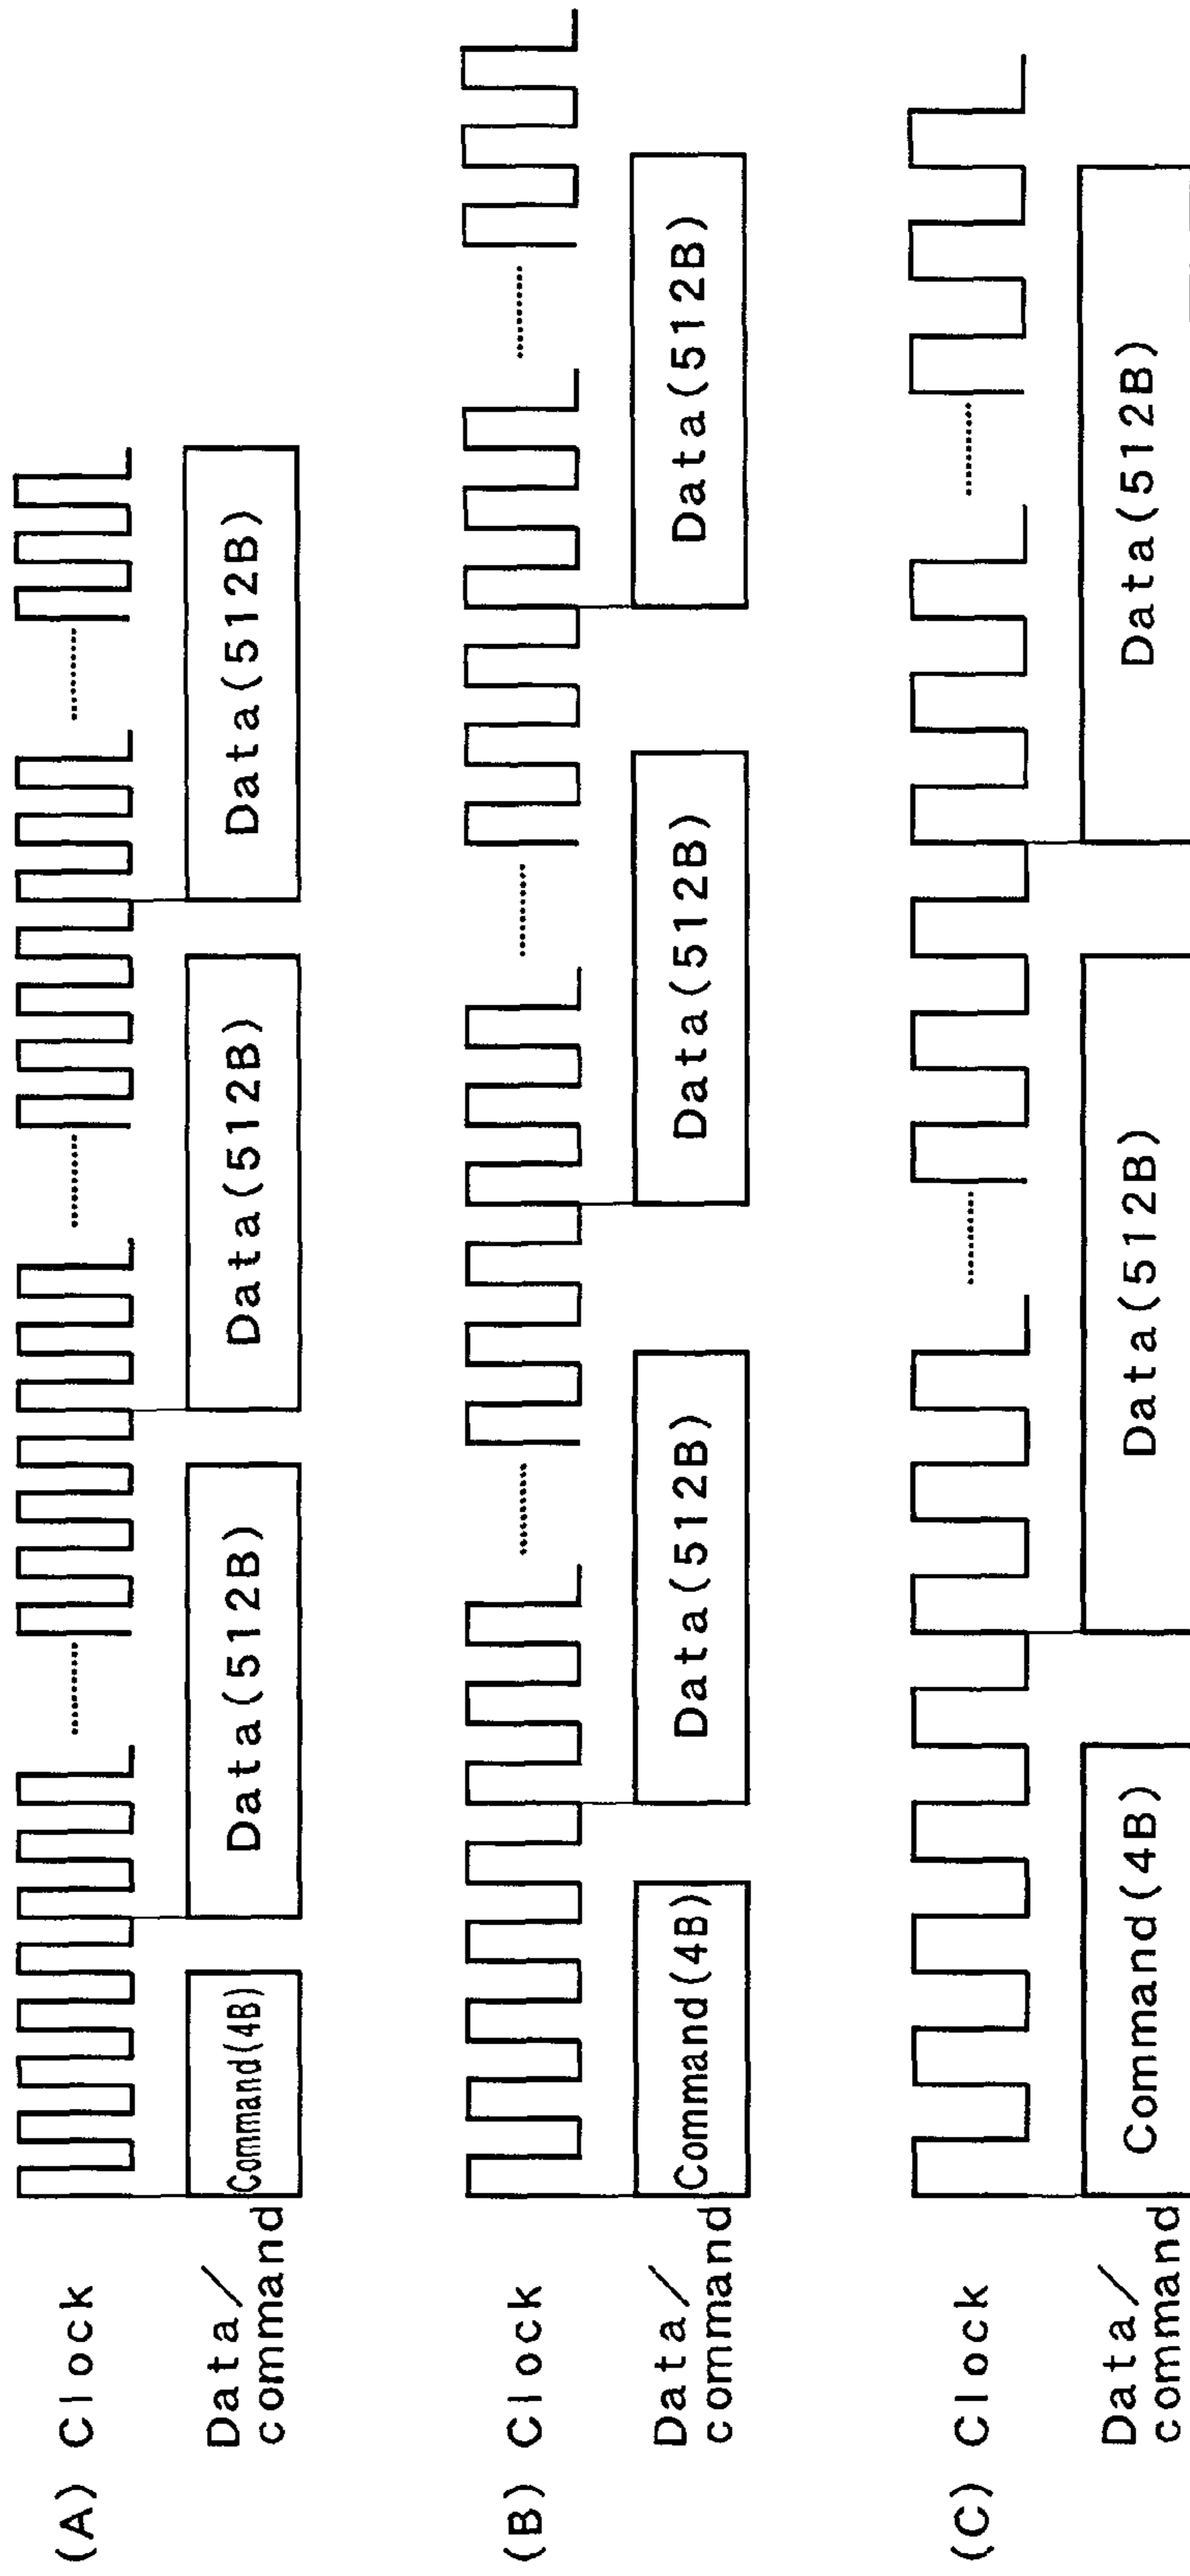 (A) Clock
Data/
command
Command(4B)
Data(512B)
Data(512B)
Data(512B)
(B) Clock
Data/
command
Command(4B)
Data(512B)
Data(512B)
Data(512B)
(C) Clock
Data/
command
Command(4B)
Data(512B)
Data(512B)